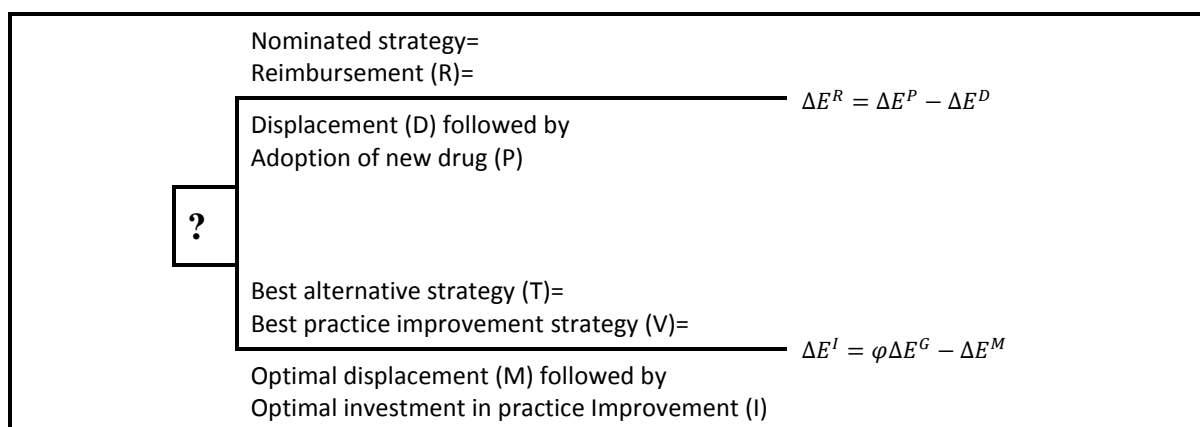 Nominated strategy=
Reimbursement (R)=
ΔE^R = ΔE^P − ΔE^D
Displacement (D) followed by
Adoption of new drug (P)
?
Best alternative strategy (T)=
Best practice improvement strategy (V)=
ΔE^I = φΔE^G − ΔE^M
Optimal displacement (M) followed by
Optimal investment in practice Improvement (I)